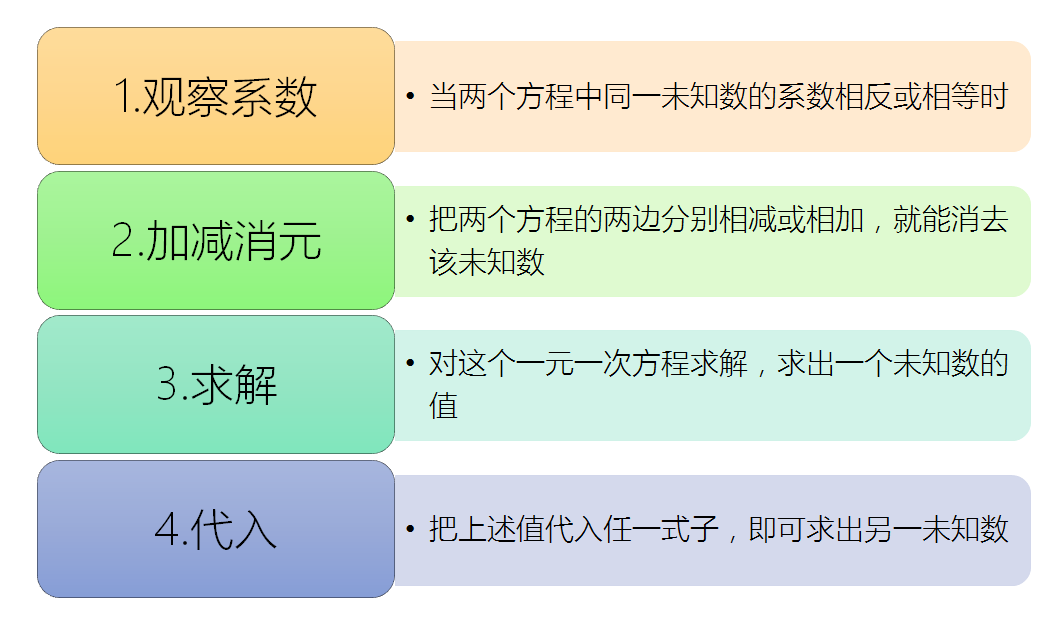 1.观察系数
• 当两个方程中同一未知数的系数相反或相等时
2.加减消元
• 把两个方程的两边分别相减或相加，就能消去
该未知数
3.求解
• 对这个一元一次方程求解，求出一个未知数的
值
4.代入
• 把上述值代入任一式子，即可求出另一未知数